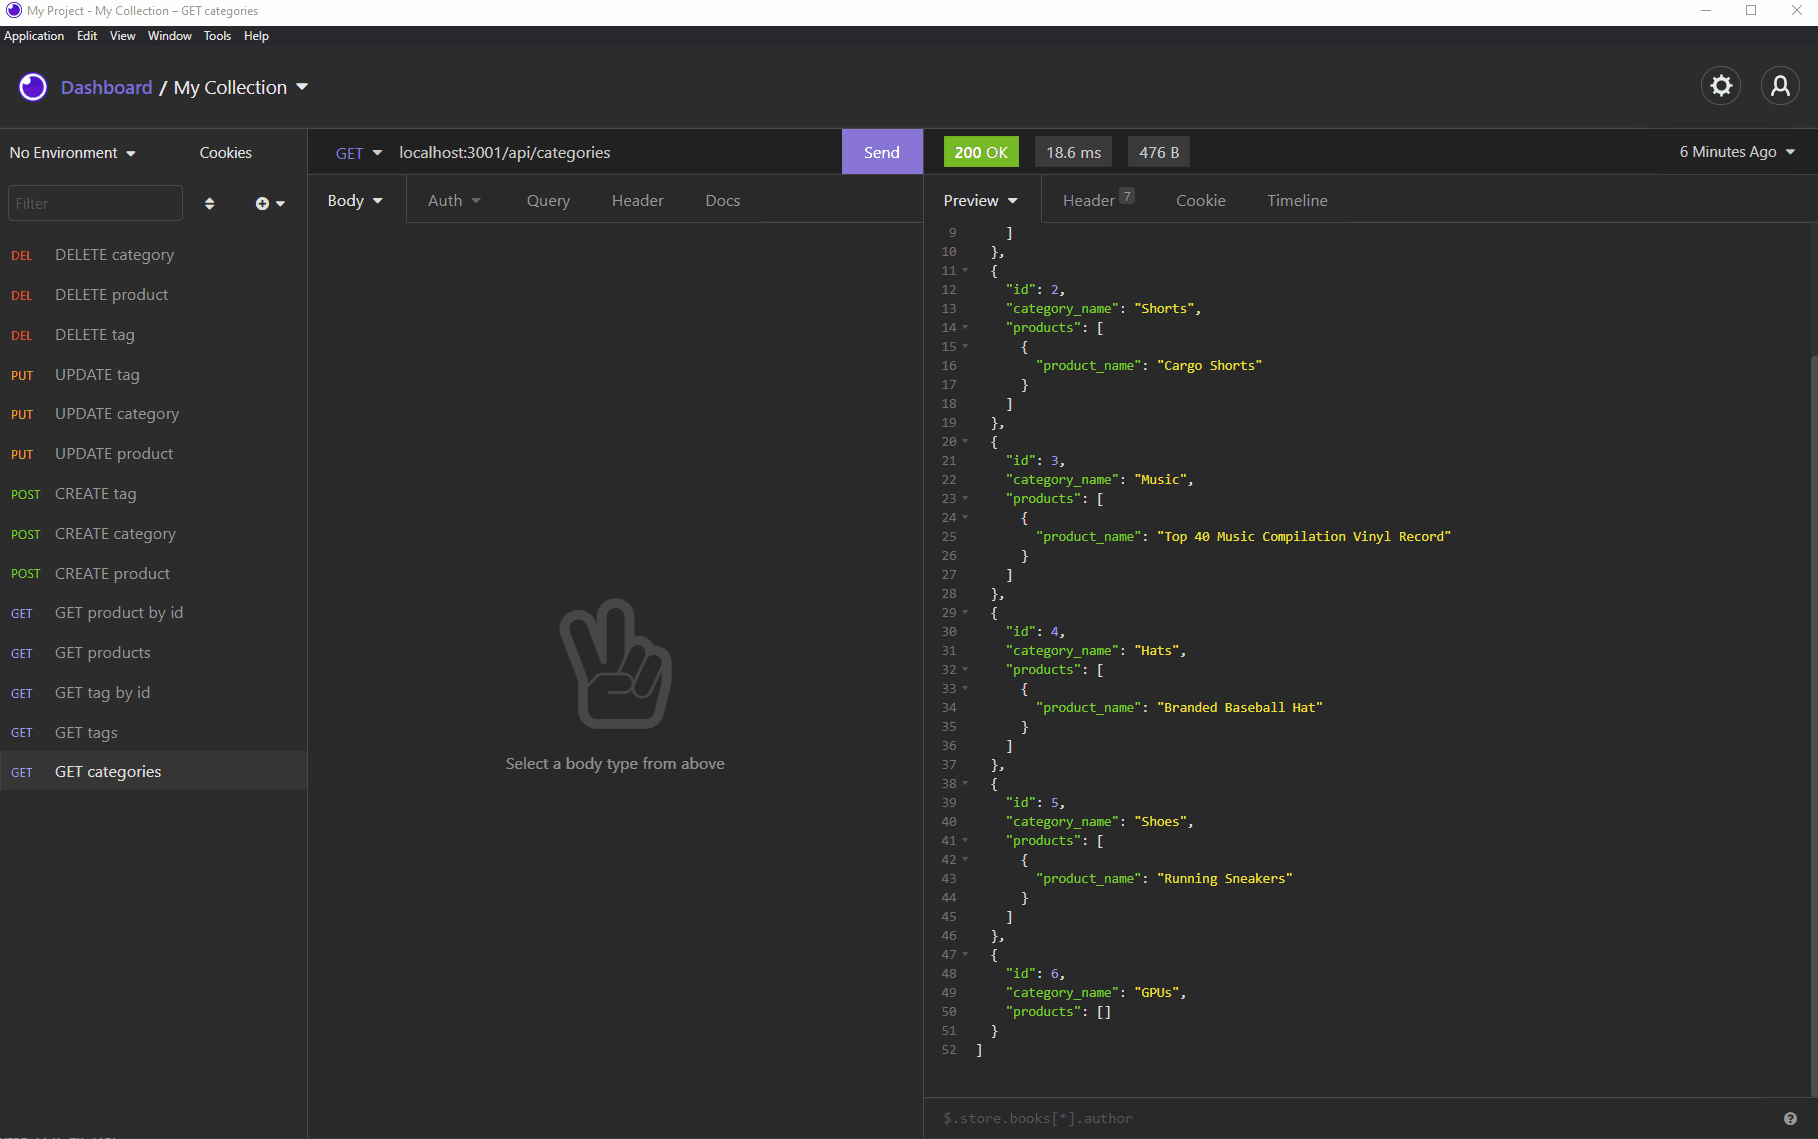 My Project - My Collection – GET categories
Application Edit View Window Tools Help
Dashboard / My Collection
No Environment Cookies
GET localhost:3001/api/categories Send
200 OK 18.6 ms 476 B 6 Minutes Ago
Filter
Body Auth Query Header Docs
Preview Header 7 Cookie Timeline
DEL DELETE category
DEL DELETE product
DEL DELETE tag
PUT UPDATE tag
PUT UPDATE category
PUT UPDATE product
POST CREATE tag
POST CREATE category
POST CREATE product
GET GET product by id
GET GET products
GET GET tag by id
GET GET tags
GET GET categories
Select a body type from above
9 ]
10 },
11 {
12 "id": 2,
13 "category_name": "Shorts",
14 "products": [
15 {
16 "product_name": "Cargo Shorts"
17 }
18 ]
19 },
20 {
21 "id": 3,
22 "category_name": "Music",
23 "products": [
24 {
25 "product_name": "Top 40 Music Compilation Vinyl Record"
26 }
27 ]
28 },
29 {
30 "id": 4,
31 "category_name": "Hats",
32 "products": [
33 {
34 "product_name": "Branded Baseball Hat"
35 }
36 ]
37 },
38 {
39 "id": 5,
40 "category_name": "Shoes",
41 "products": [
42 {
43 "product_name": "Running Sneakers"
44 }
45 ]
46 },
47 {
48 "id": 6,
49 "category_name": "GPUs",
50 "products": []
51 }
52 ]
$.store.books[*].author